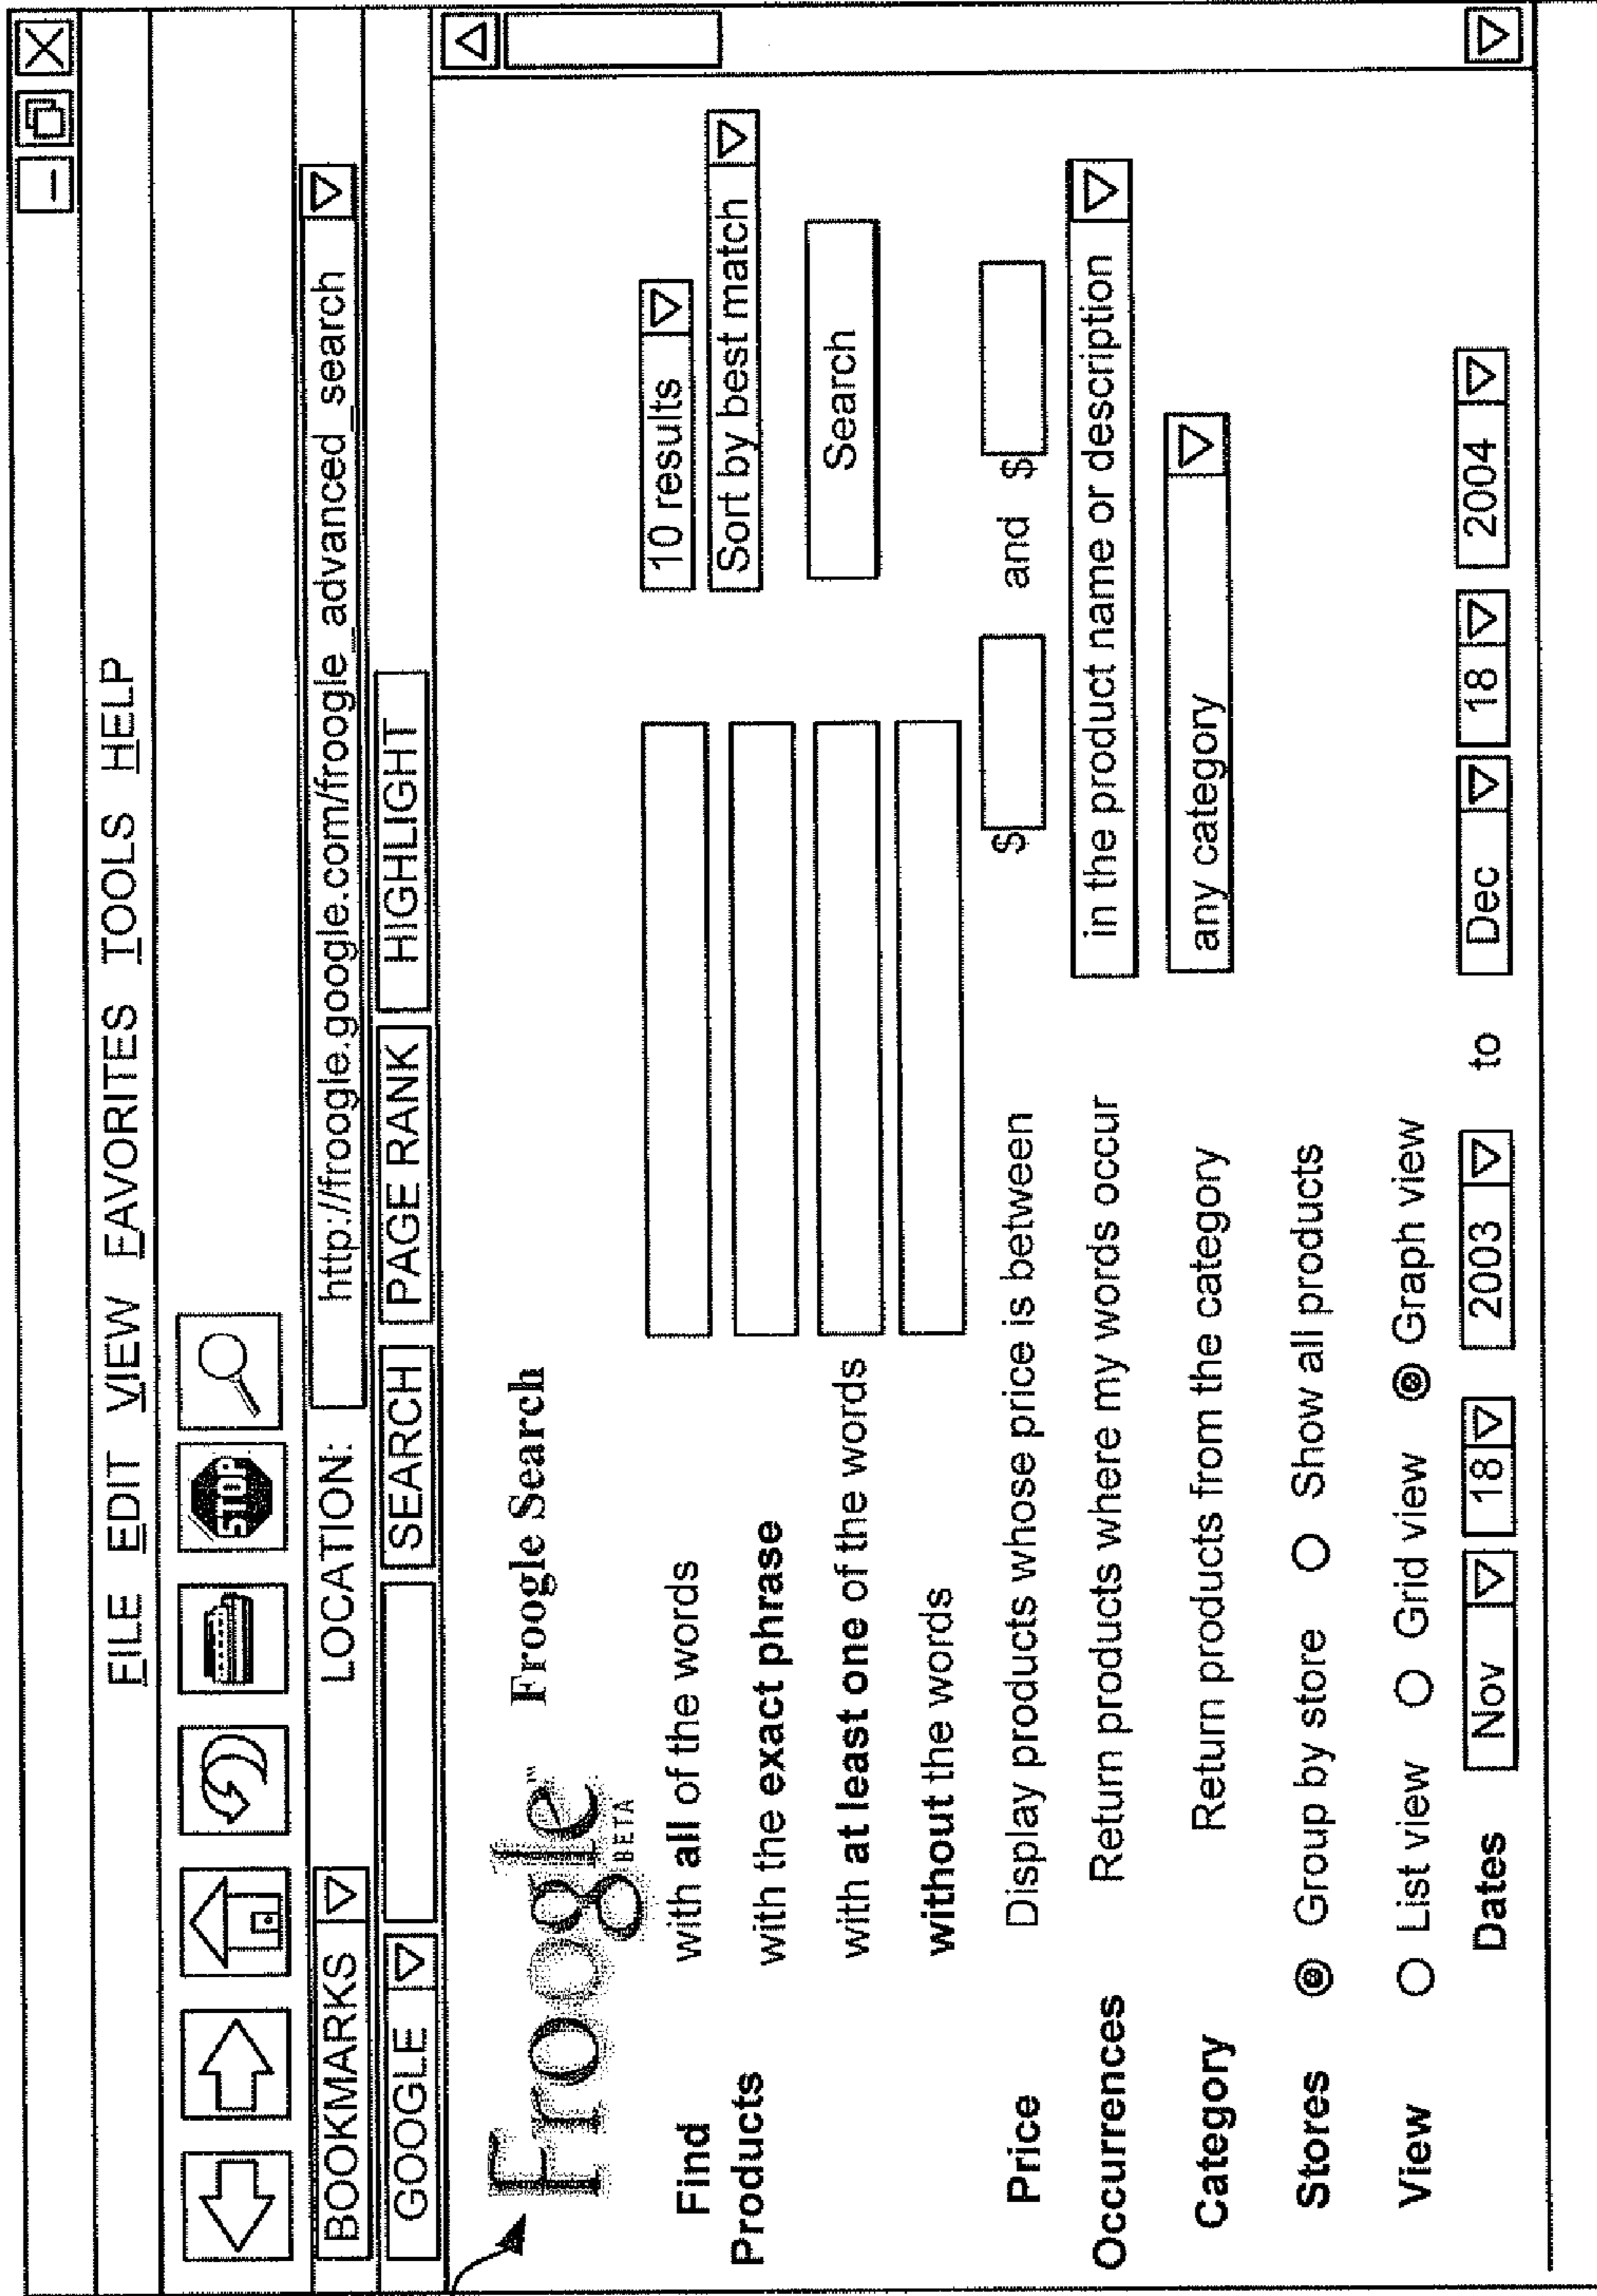 FILE EDIT VIEW FAVORITES TOOLS HELP
STOP
BOOKMARKS LOCATION: http://froogle.google.com/froogle_advanced_search
GOOGLE SEARCH PAGE RANK HIGHLIGHT
Froogle™ Froogle Search
BETA
Find Products with all of the words 10 results
with the exact phrase Sort by best match
with at least one of the words Search
without the words
Price Display products whose price is between $ and $
Occurrences Return products where my words occur in the product name or description
Category Return products from the category any category
Stores Group by store Show all products
View List view Grid view Graph view
Dates Nov 18 2003 to Dec 18 2004